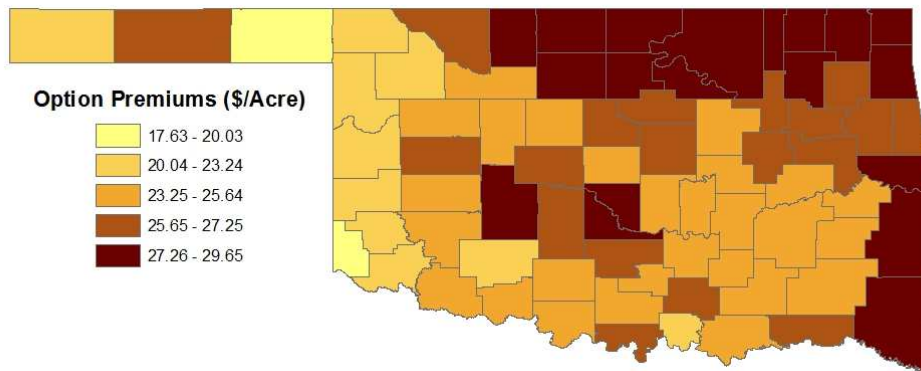 Option Premiums ($/Acre)
17.63 - 20.03
20.04 - 23.24
23.25 - 25.64
25.65 - 27.25
27.26 - 29.65